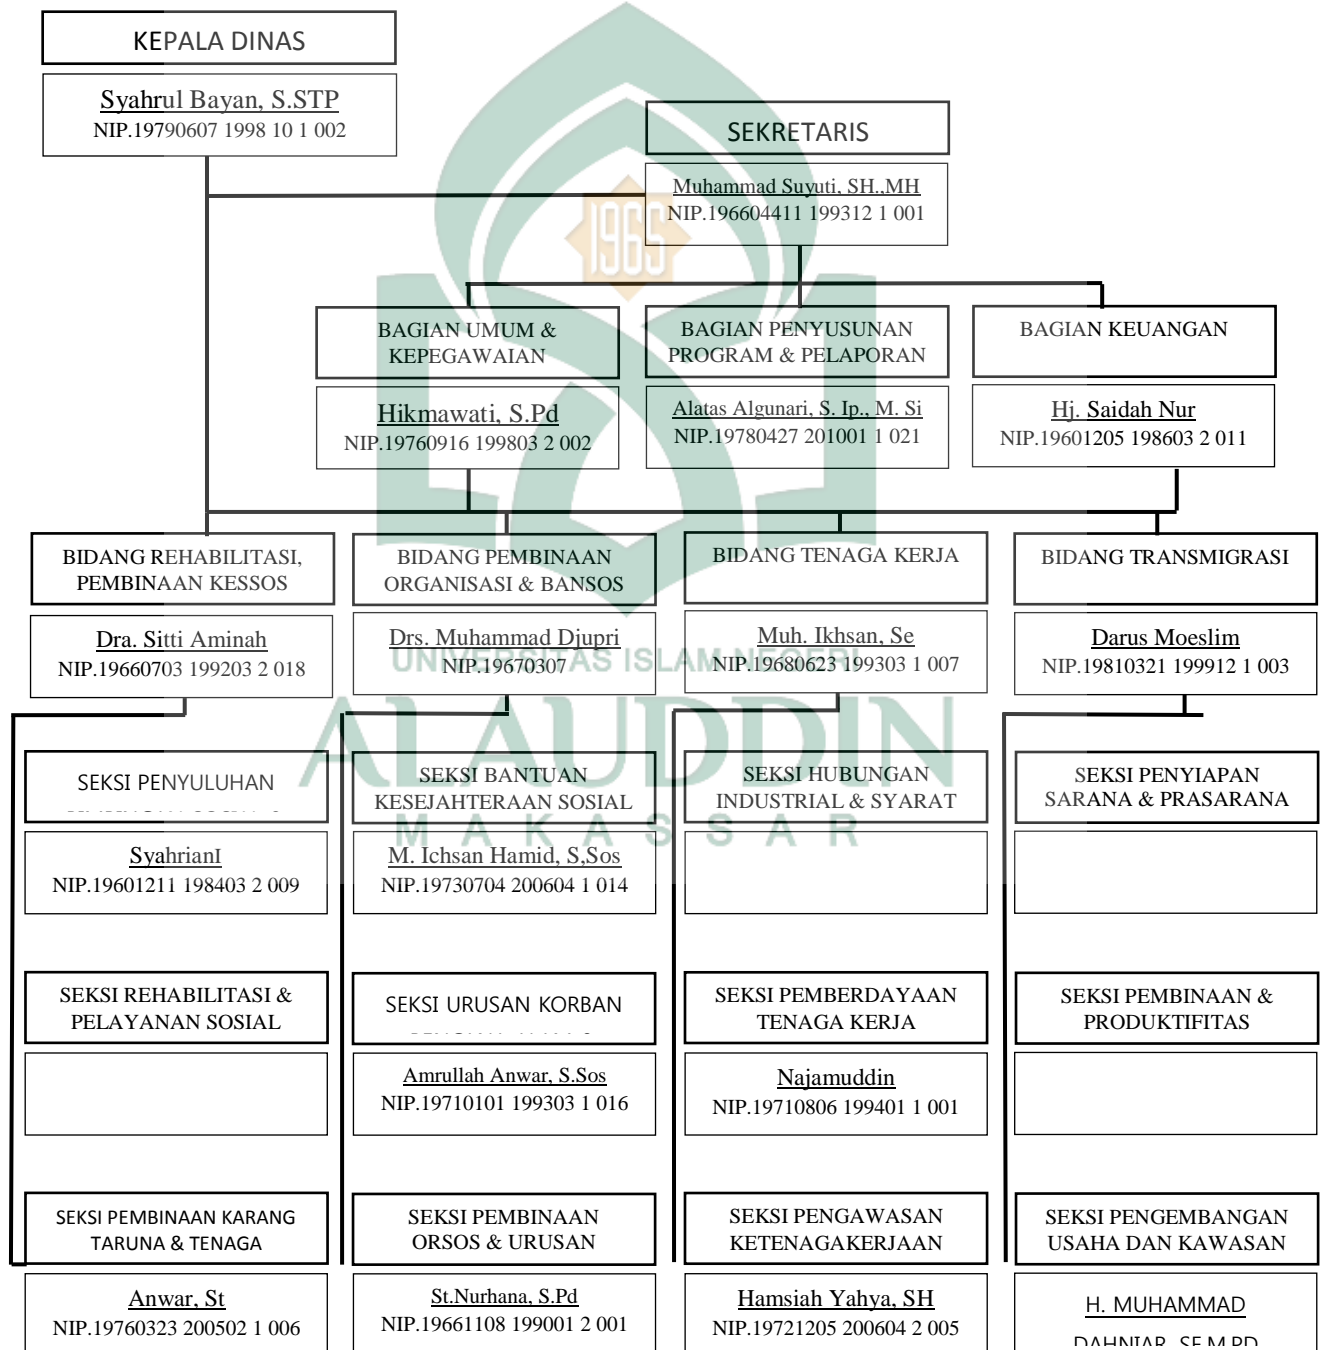 KEPALA DINAS
Syahrul Bayan, S.STP
NIP.19790607 1998 10 1 002
SEKRETARIS
Muhammad Suyuti, SH.,MH
NIP.196604411 199312 1 001
1965
BAGIAN UMUM &
KEPEGAWAIAN
BAGIAN PENYUSUNAN
PROGRAM & PELAPORAN
BAGIAN KEUANGAN
Hikmawati, S.Pd
NIP.19760916 199803 2 002
Alatas Algunari, S. Ip., M. Si
NIP.19780427 201001 1 021
Hj. Saidah Nur
NIP.19601205 198603 2 011
BIDANG REHABILITASI,
PEMBINAAN KESSOS
BIDANG PEMBINAAN
ORGANISASI & BANSOS
BIDANG TENAGA KERJA
BIDANG TRANSMIGRASI
Dra. Sitti Aminah
NIP.19660703 199203 2 018
Drs. Muhammad Djupri
NIP.19670307
Muh. Ikhsan, Se
NIP.19680623 199303 1 007
Darus Moeslim
NIP.19810321 199912 1 003
UNIVERSITAS ISLAM NEGERI
ALAUDDIN
MAKASSAR
SEKSI PENYULUHAN
SEKSI BANTUAN
KESEJAHTERAAN SOSIAL
SEKSI HUBUNGAN
INDUSTRIAL & SYARAT
SEKSI PENYIAPAN
SARANA & PRASARANA
SyahrianI
NIP.19601211 198403 2 009
M. Ichsan Hamid, S,Sos
NIP.19730704 200604 1 014
SEKSI REHABILITASI &
PELAYANAN SOSIAL
SEKSI URUSAN KORBAN
SEKSI PEMBERDAYAAN
TENAGA KERJA
SEKSI PEMBINAAN &
PRODUKTIFITAS
Amrullah Anwar, S.Sos
NIP.19710101 199303 1 016
Najamuddin
NIP.19710806 199401 1 001
SEKSI PEMBINAAN KARANG
TARUNA & TENAGA
SEKSI PEMBINAAN
ORSOS & URUSAN
SEKSI PENGAWASAN
KETENAGAKERJAAN
SEKSI PENGEMBANGAN
USAHA DAN KAWASAN
Anwar, St
NIP.19760323 200502 1 006
St.Nurhana, S.Pd
NIP.19661108 199001 2 001
Hamsiah Yahya, SH
NIP.19721205 200604 2 005
H. MUHAMMAD
DAHNIAR, SE,M.PD